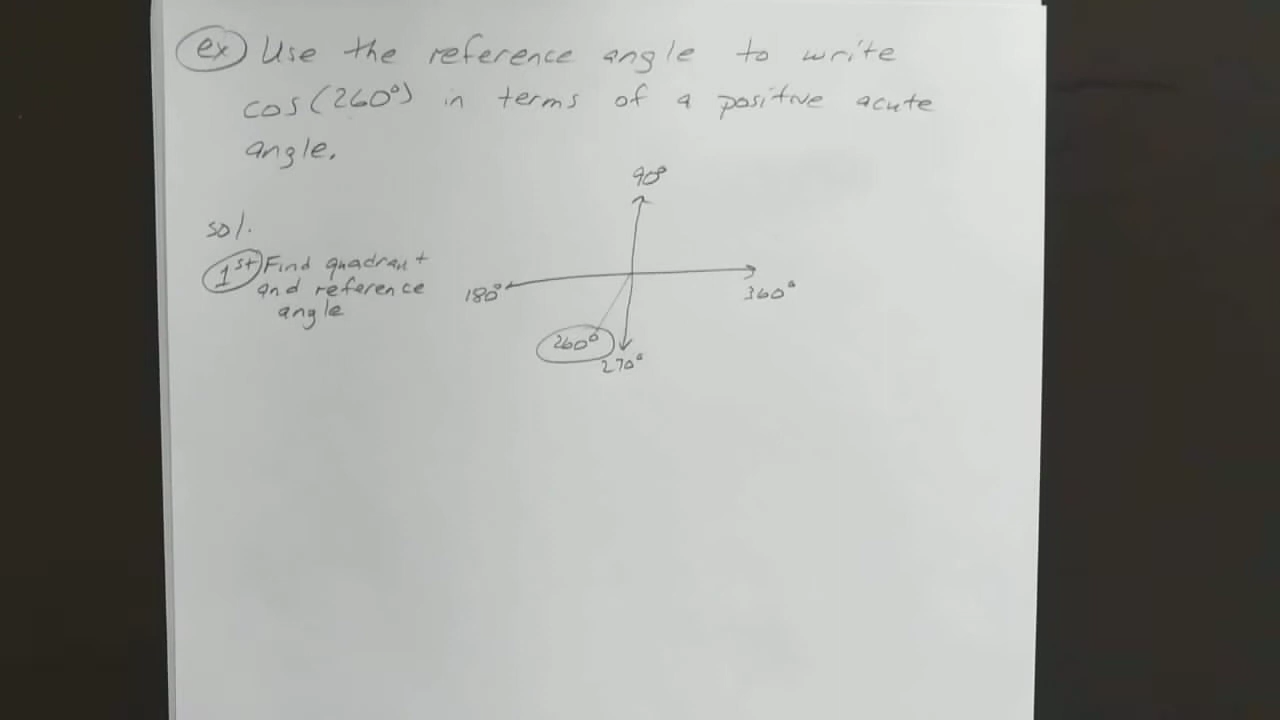 ex Use the reference angle to write
cos(260°) in terms of a positive acute
angle.
90°
sol.
1st Find quadrant
and reference
angle
180°
360°
260°
270°